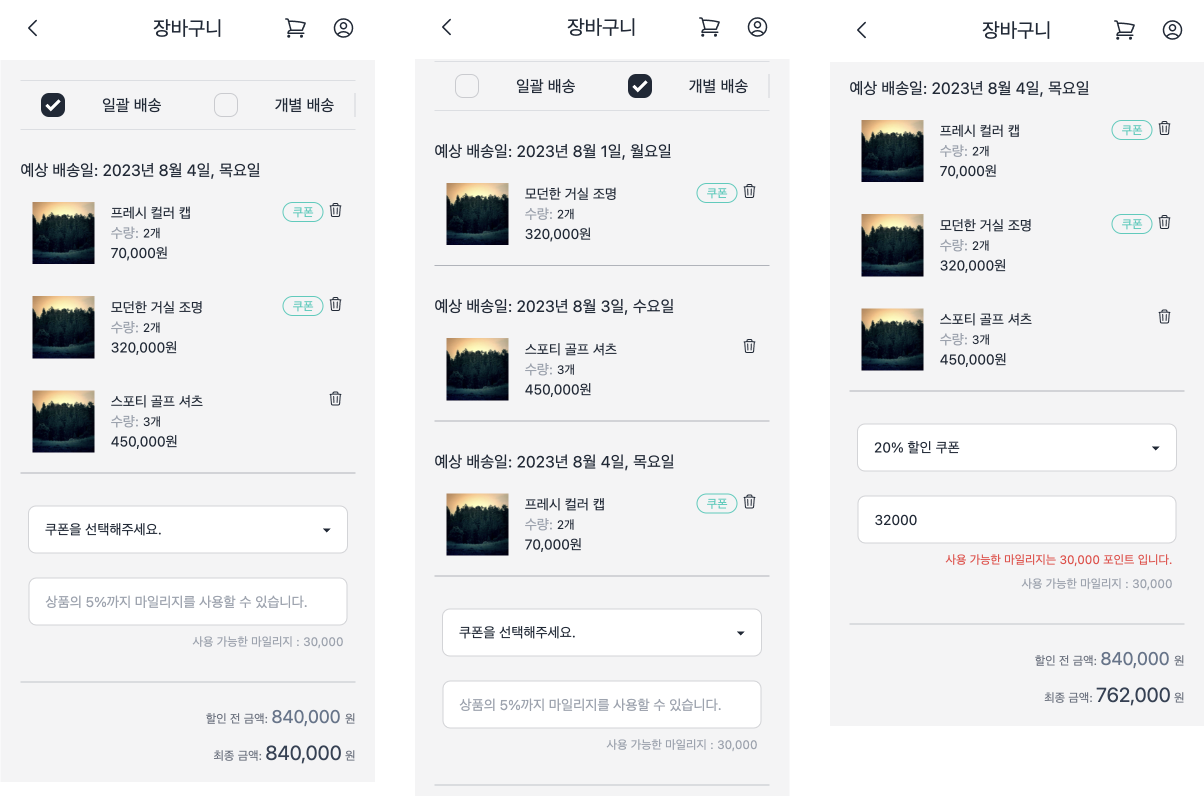 장바구니
일괄 배송
개별 배송
예상 배송일: 2023년 8월 4일, 목요일
프레시 컬러 캡
쿠폰
수량: 2개
70,000원
모던한 거실 조명
쿠폰
수량: 2개
320,000원
스포티 골프 셔츠
수량: 3개
450,000원
쿠폰을 선택해주세요.
상품의 5%까지 마일리지를 사용할 수 있습니다.
사용 가능한 마일리지 : 30,000
할인 전 금액: 840,000 원
최종 금액: 840,000 원
장바구니
일괄 배송
개별 배송
예상 배송일: 2023년 8월 1일, 월요일
모던한 거실 조명
쿠폰
수량: 2개
320,000원
예상 배송일: 2023년 8월 3일, 수요일
스포티 골프 셔츠
수량: 3개
450,000원
예상 배송일: 2023년 8월 4일, 목요일
프레시 컬러 캡
쿠폰
수량: 2개
70,000원
쿠폰을 선택해주세요.
상품의 5%까지 마일리지를 사용할 수 있습니다.
사용 가능한 마일리지 : 30,000
장바구니
예상 배송일: 2023년 8월 4일, 목요일
프레시 컬러 캡
쿠폰
수량: 2개
70,000원
모던한 거실 조명
쿠폰
수량: 2개
320,000원
스포티 골프 셔츠
수량: 3개
450,000원
20% 할인 쿠폰
32000
사용 가능한 마일리지는 30,000 포인트 입니다.
사용 가능한 마일리지 : 30,000
할인 전 금액: 840,000 원
최종 금액: 762,000 원